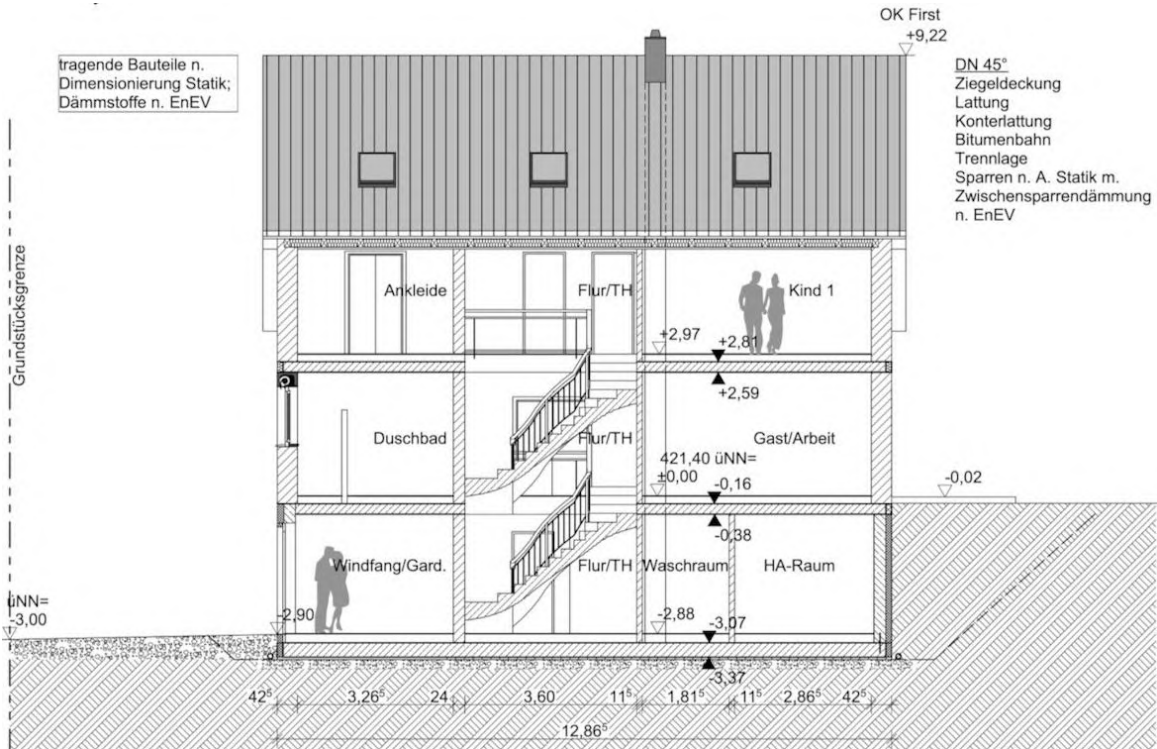 OK First
+9,22
tragende Bauteile n.
Dimensionierung Statik;
Dämmstoffe n. EnEV
DN 45°
Ziegeldeckung
Lattung
Konterlattung
Bitumenbahn
Trennlage
Sparren n. A. Statik m.
Zwischensparrendämmung
n. EnEV
Grundstücksgrenze
Ankleide
Flur/TH
Kind 1
+2,97
+2,81
+2,59
Duschbad
Flur/TH
Gast/Arbeit
421,40 üNN=
±0,00
-0,16
-0,02
-0,38
Windfang/Gard.
Flur/TH
Waschraum
HA-Raum
üNN=
-3,00
-2,90
-2,88
-3,07
-3,37
42⁵
3,26⁵
24
3,60
11⁵
1,81⁵
11⁵
2,86⁵
42⁵
12,86⁵